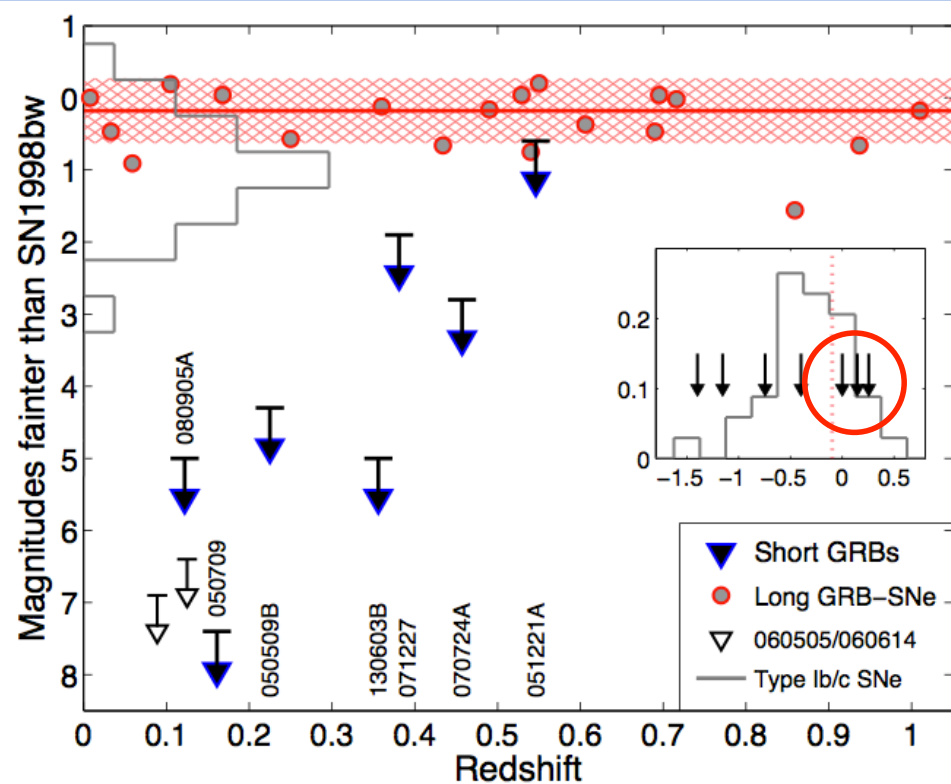 Magnitudes fainter than SN1998bw
1
0
1
2
3
4
5
6
7
8
080905A
050709
050509B
130603B
071227
070724A
051221A
0.2
0.1
0
−1.5 −1 −0.5 0 0.5
Short GRBs
Long GRB−SNe
060505/060614
Type Ib/c SNe
0 0.1 0.2 0.3 0.4 0.5 0.6 0.7 0.8 0.9 1
Redshift